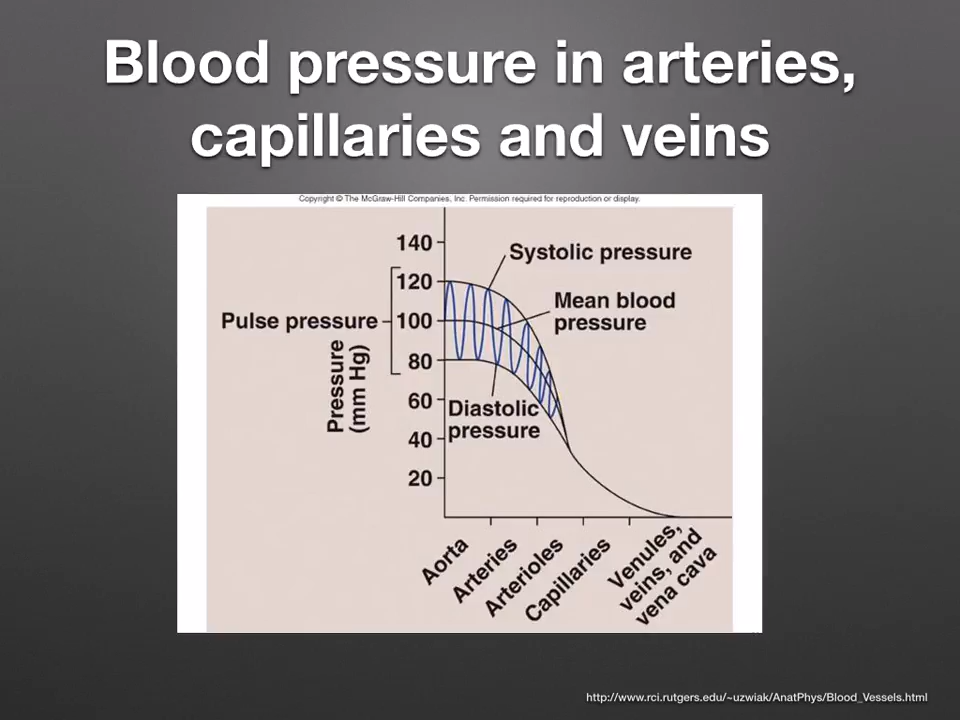 Blood pressure in arteries,
capillaries and veins
Copyright © The McGraw-Hill Companies, Inc. Permission required for reproduction or display.
140
Systolic pressure
120
Mean blood
pressure
Pulse pressure
100
80
Pressure
(mm Hg)
60
Diastolic
pressure
40
20
Aorta
Arteries
Arterioles
Capillaries
Venules,
veins, and
vena cava
http://www.rci.rutgers.edu/~uzwiak/AnatPhys/Blood_Vessels.html